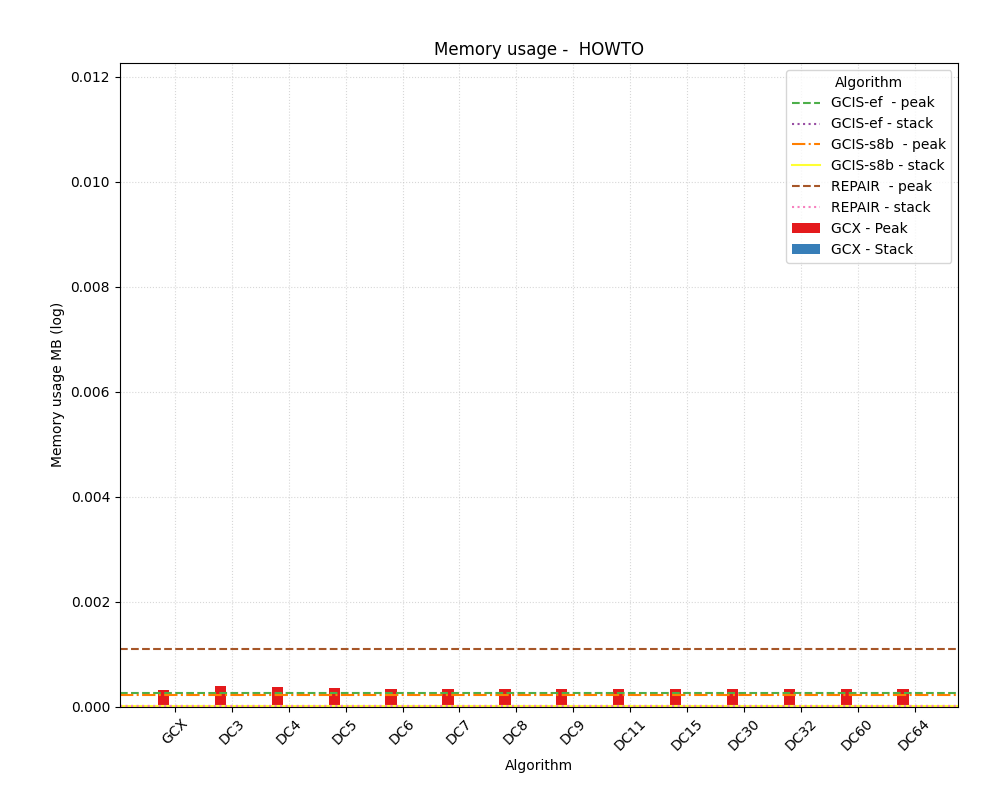 Memory usage -  HOWTO
Memory usage MB (log)
0.012
0.010
0.008
0.006
0.004
0.002
0.000
Algorithm
GCIS-ef  - peak
GCIS-ef - stack
GCIS-s8b  - peak
GCIS-s8b - stack
REPAIR  - peak
REPAIR - stack
GCX - Peak
GCX - Stack
GCX DC3 DC4 DC5 DC6 DC7 DC8 DC9 DC11 DC15 DC30 DC32 DC60 DC64
Algorithm